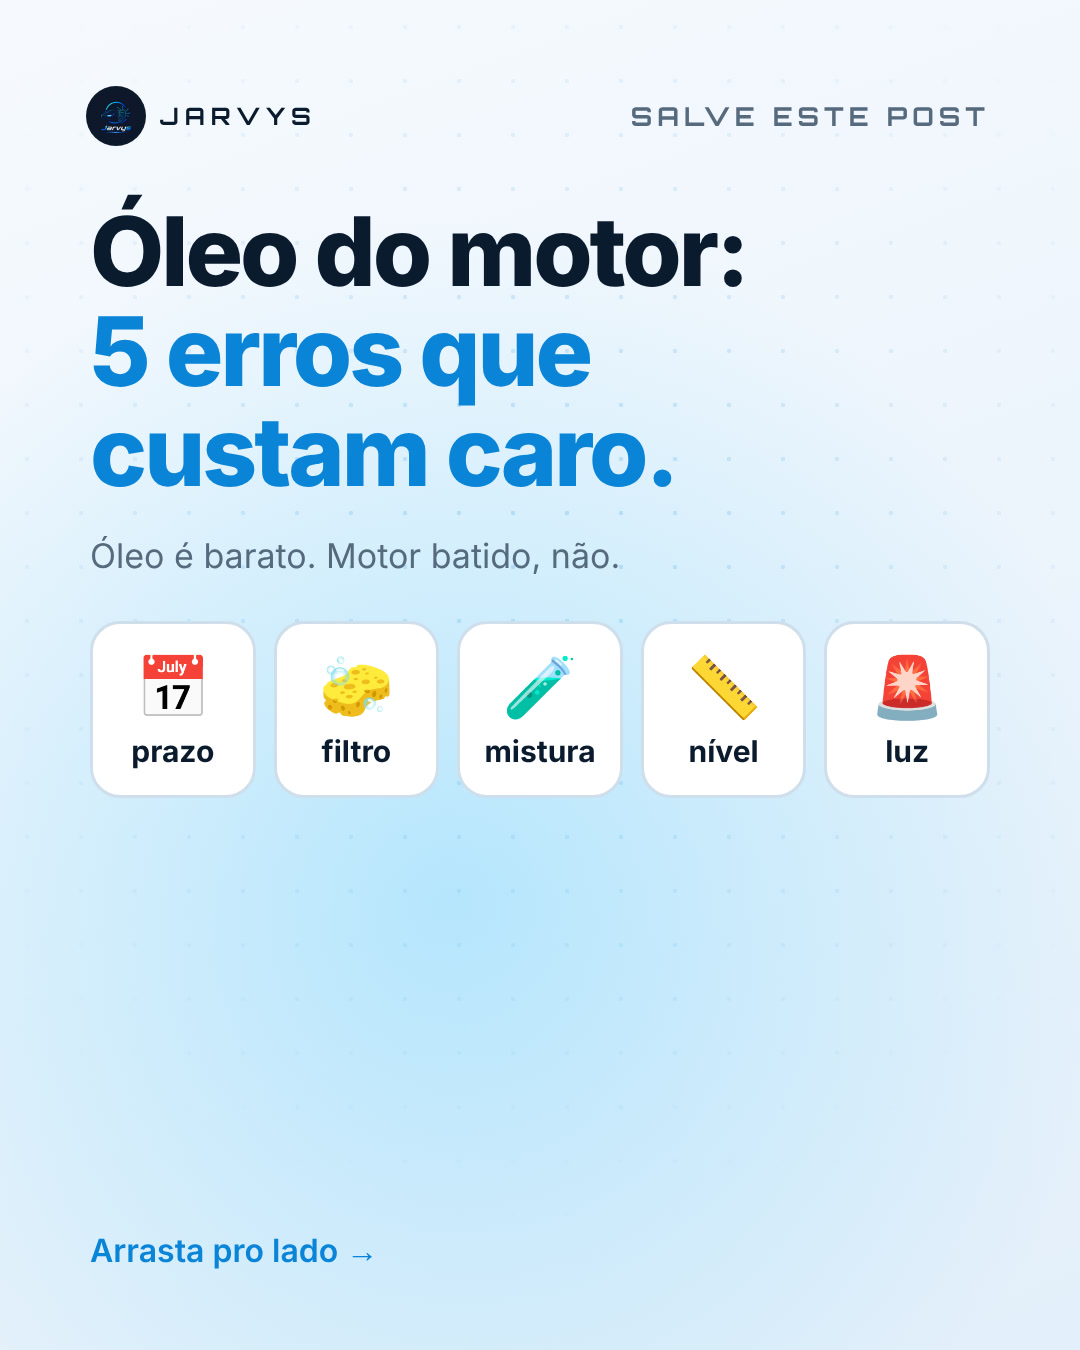 Jarvys
JARVYS
SALVE ESTE POST
Óleo do motor:
5 erros que
custam caro.
Óleo é barato. Motor batido, não.
July
17
prazo
filtro
mistura
nível
luz
Arrasta pro lado →